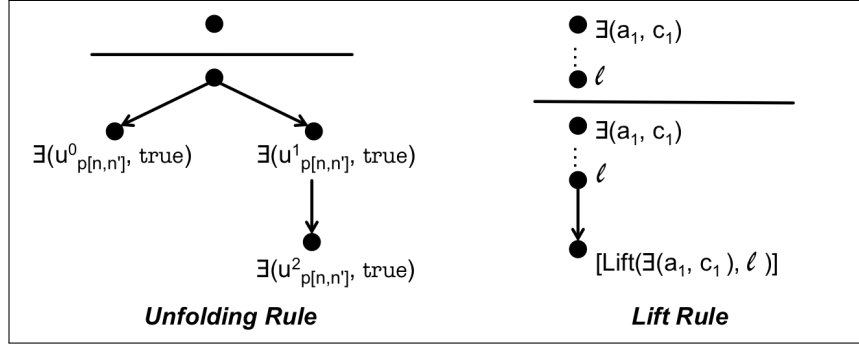 ∃(a₁, c₁)
ℓ
∃(a₁, c₁)
∃(u⁰p[n,n'], true) ∃(u¹p[n,n'], true)
ℓ
∃(u²p[n,n'], true)
[Lift(∃(a₁, c₁ ), ℓ )]
Unfolding Rule Lift Rule